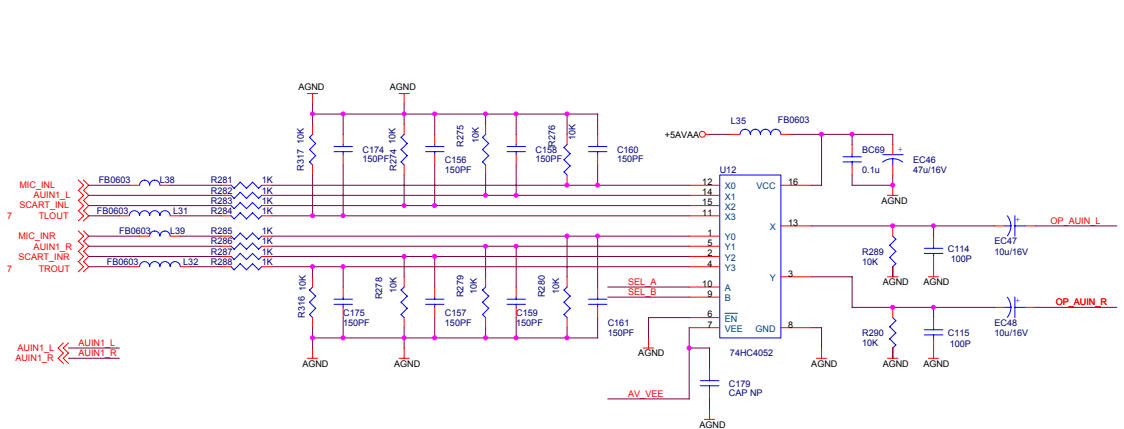 AGND AGND
R317 10K
C174
150PF
R274 10K
C156
150PF
R275
10K
C158
150PF
R276
10K
C160
150PF
+5AVAA
L35 FB0603
BC69
0.1u
EC46
47u/16V
+
AGND
U12
MIC_INL FB0603 L38 R281 1K 12 X0 VCC 16
AUIN1_L R282 1K 14 X1
SCART_INL R283 1K 15 X2
7 TLOUT FB0603 L31 R284 1K 11 X3
X 13
MIC_INR FB0603 L39 R285 1K 1 Y0
AUIN1_R R286 1K 5 Y1
SCART_INR R287 1K 2 Y2
7 TROUT FB0603 L32 R288 1K 4 Y3
Y 3
SEL_A 10 A
SEL_B 9 B
6 EN
7 VEE GND 8
74HC4052
R289
10K
C114
100P
EC47
10u/16V
+
OP_AUIN_L
AGND AGND
R290
10K
C115
100P
EC48
10u/16V
+
OP_AUIN_R
AGND AGND
R316 10K
C175
150PF
R278
10K
C157
150PF
R279
10K
C159
150PF
R280
10K
C161
150PF
AGND AGND
AGND
AGND
AUIN1_L AUIN1_L
AUIN1_R AUIN1_R
AV_VEE
C179
CAP NP
AGND